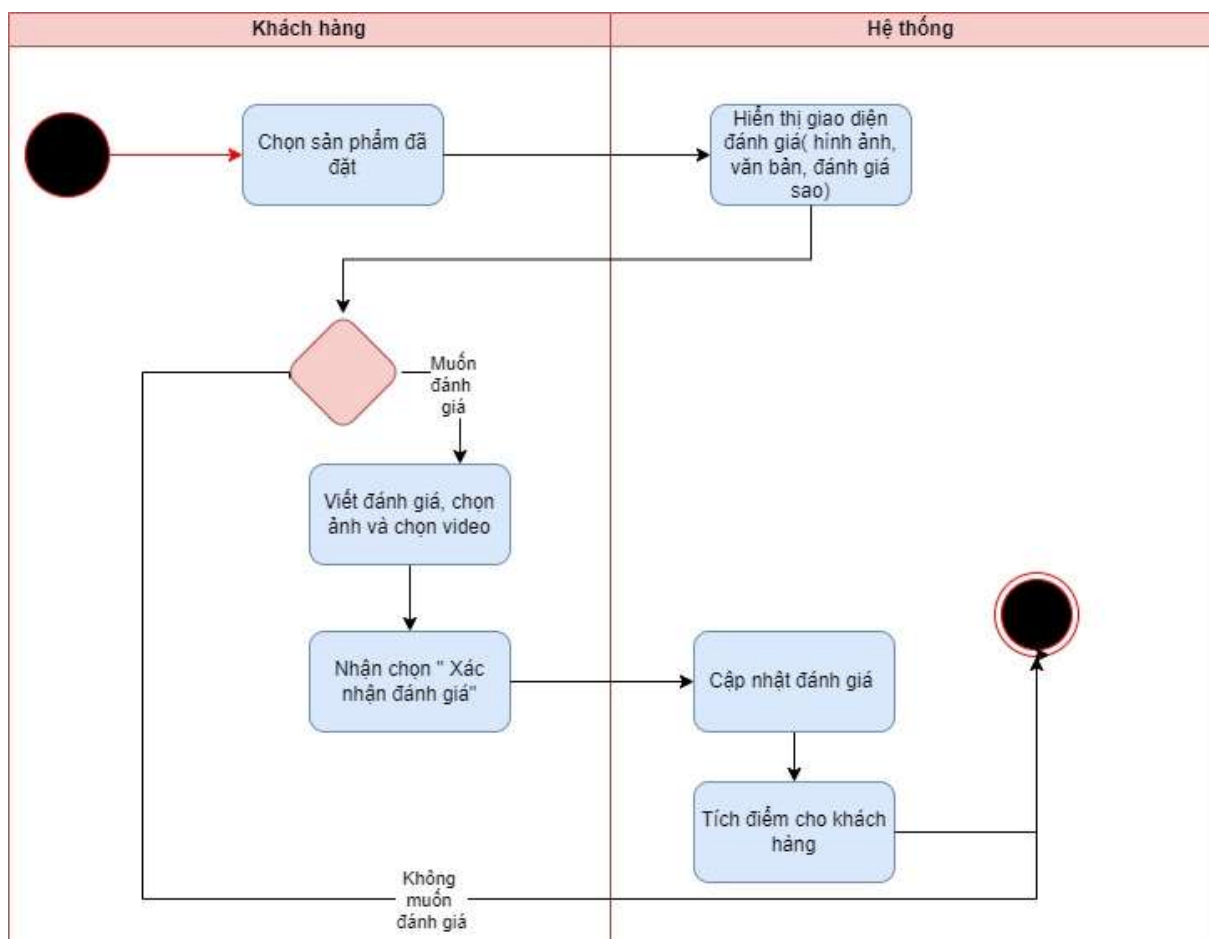 Khách hàng
Hệ thống
Chọn sản phẩm đã
đặt
Hiển thị giao diện
đánh giá( hình ảnh,
văn bản, đánh giá
sao)
Muốn
đánh
giá
Viết đánh giá, chọn
ảnh và chọn video
Nhận chọn " Xác
nhận đánh giá"
Cập nhật đánh giá
Tích điểm cho khách
hàng
Không
muốn
đánh giá